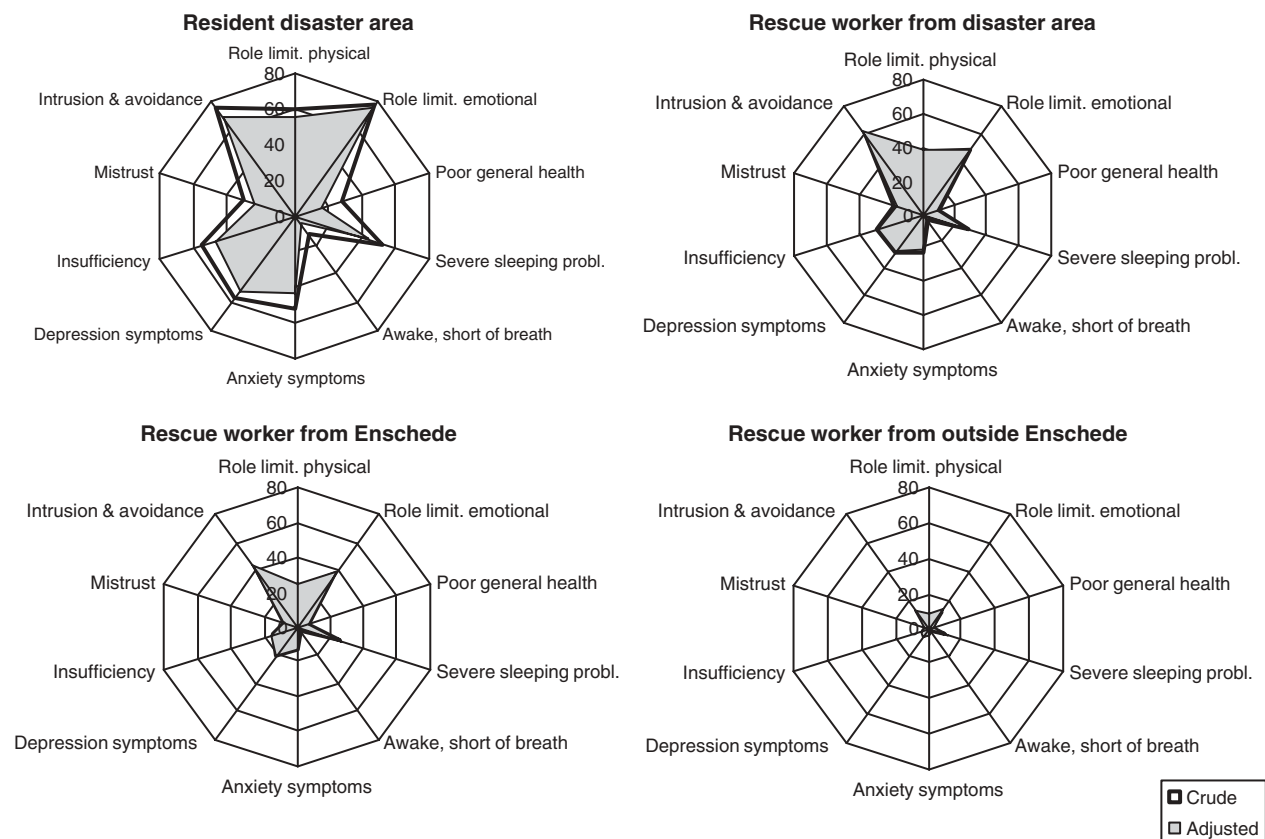 Resident disaster area
Role limit. physical
80
Intrusion & avoidance
Role limit. emotional
60
40
Mistrust
Poor general health
20
0
Insufficiency
Severe sleeping probl.
Depression symptoms
Awake, short of breath
Anxiety symptoms
Rescue worker from disaster area
Role limit. physical
80
Intrusion & avoidance
Role limit. emotional
60
40
Mistrust
Poor general health
20
0
Insufficiency
Severe sleeping probl.
Depression symptoms
Awake, short of breath
Anxiety symptoms
Rescue worker from Enschede
Role limit. physical
80
Intrusion & avoidance
Role limit. emotional
60
40
Mistrust
Poor general health
20
0
Insufficiency
Severe sleeping probl.
Depression symptoms
Awake, short of breath
Anxiety symptoms
Rescue worker from outside Enschede
Role limit. physical
80
Intrusion & avoidance
Role limit. emotional
60
40
Mistrust
Poor general health
20
0
Insufficiency
Severe sleeping probl.
Depression symptoms
Awake, short of breath
Anxiety symptoms
Crude
Adjusted